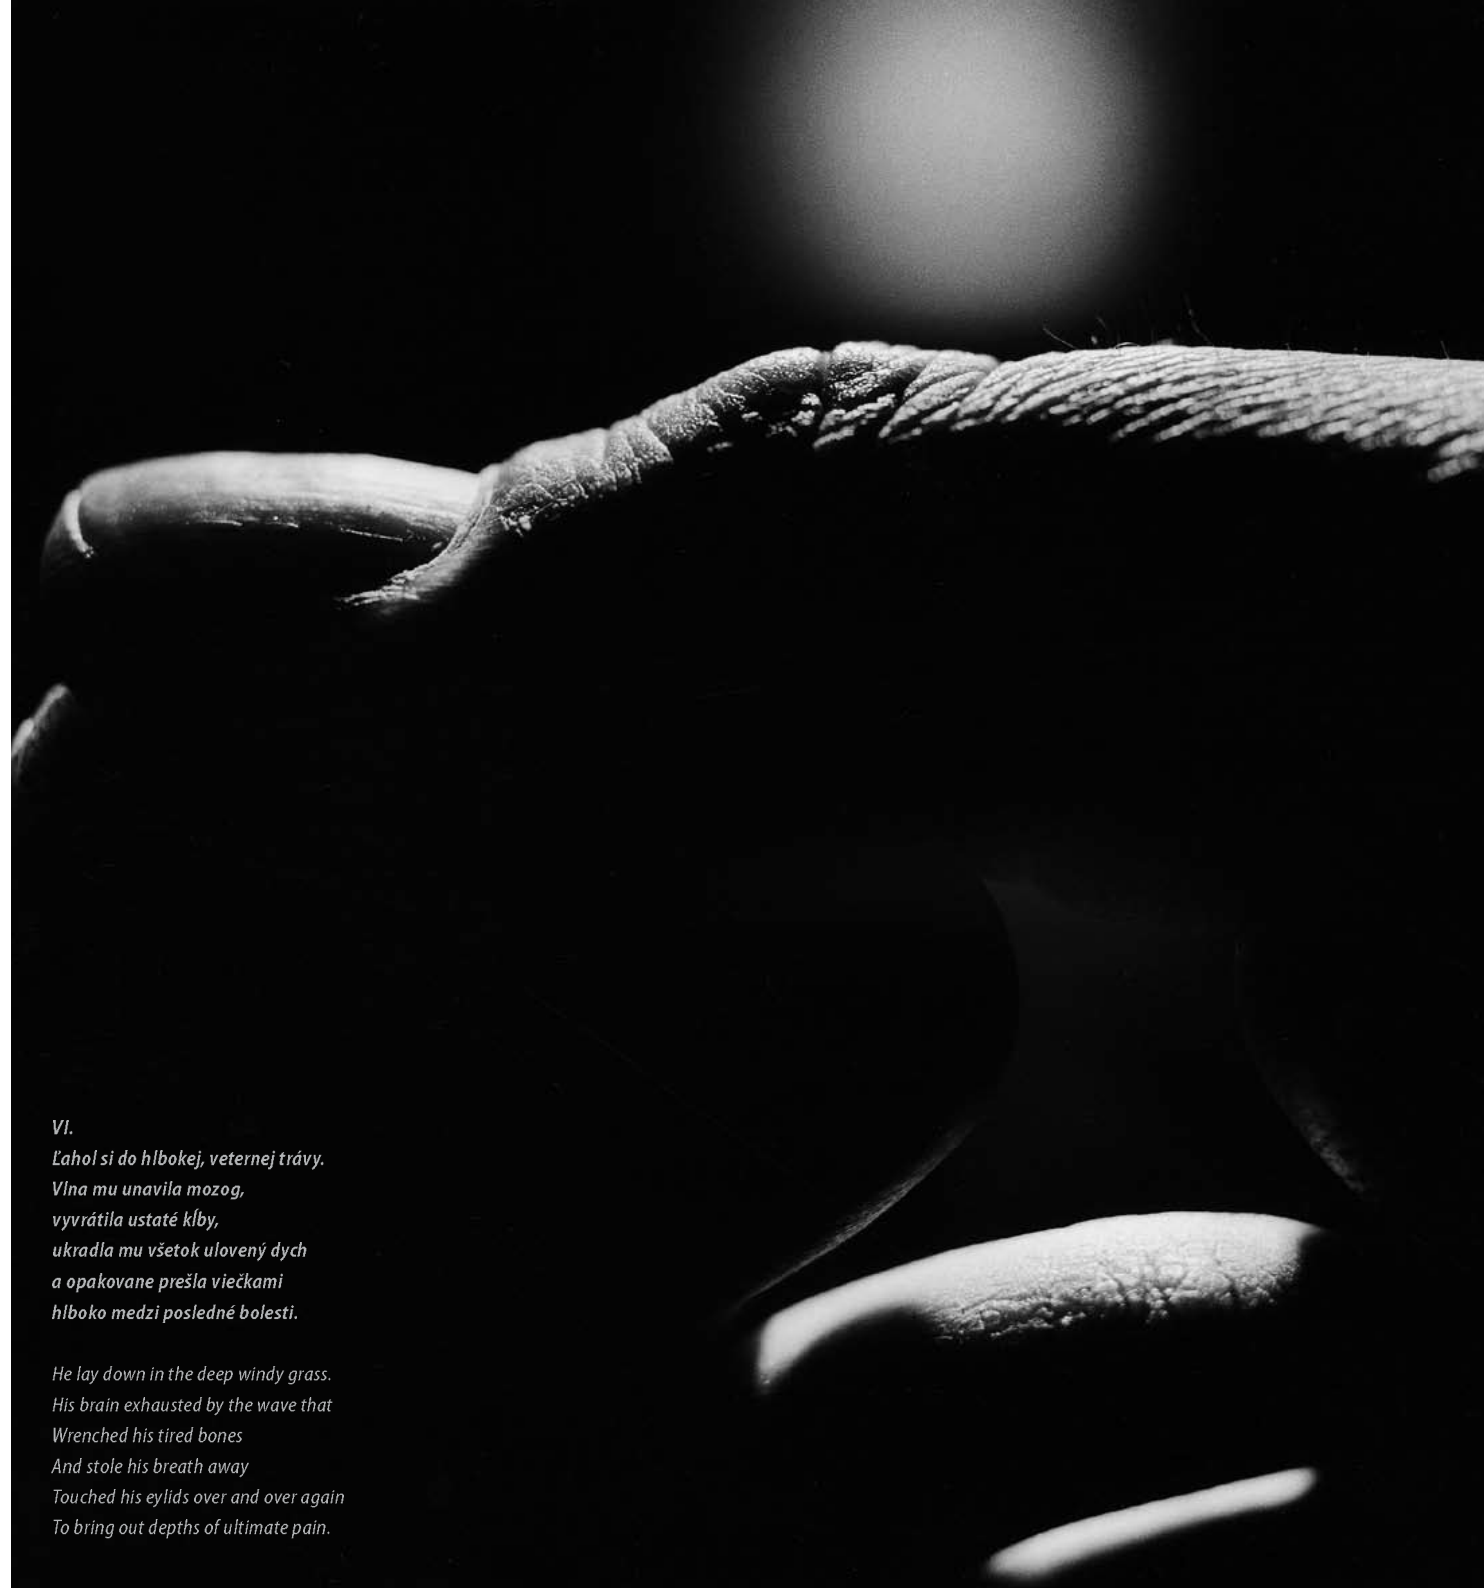 VI.
Ľahol si do hlbokej, veternej trávy.
Vlna mu unavila mozog,
vyvrátila ustaté kĺby,
ukradla mu všetok ulovený dych
a opakovane prešla viečkami
hlboko medzi posledné bolesti.
He lay down in the deep windy grass.
His brain exhausted by the wave that
Wrenched his tired bones
And stole his breath away
Touched his eylids over and over again
To bring out depths of ultimate pain.